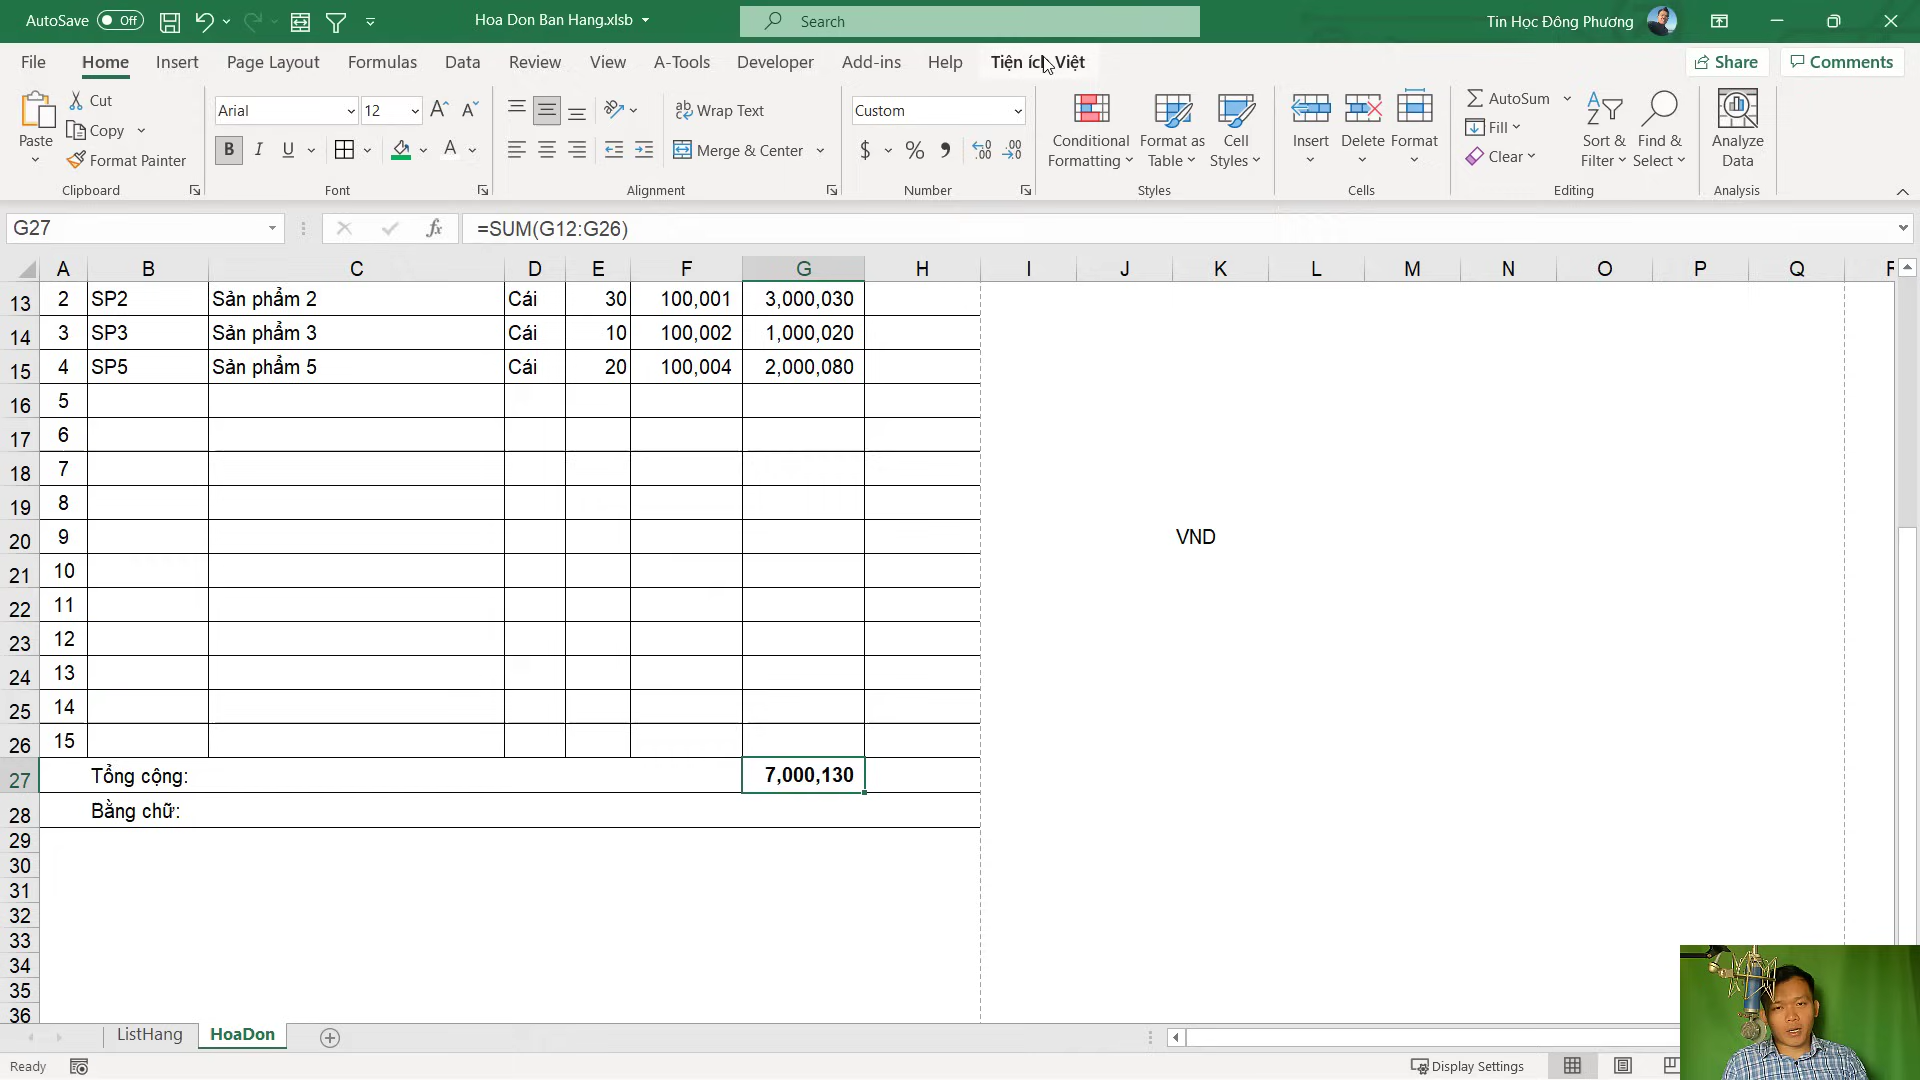 AutoSave Off Hoa Don Ban Hang.xlsb Search Tin Học Đông Phương
File Home Insert Page Layout Formulas Data Review View A-Tools Developer Add-ins Help Tiện ích Việt Share Comments
Paste Cut Copy Format Painter Clipboard
Arial 12 B I U A Font
Wrap Text Merge & Center Alignment
Custom $ % Number
Conditional Formatting Format as Table Cell Styles Styles
Insert Delete Format Cells
AutoSum Fill Clear Sort & Filter Find & Select Editing
Analyze Data Analysis
G27 fx =SUM(G12:G26)
A B C D E F G H I J K L M N O P Q
13 2 SP2 Sản phẩm 2 Cái 30 100,001 3,000,030
14 3 SP3 Sản phẩm 3 Cái 10 100,002 1,000,020
15 4 SP5 Sản phẩm 5 Cái 20 100,004 2,000,080
16 5
17 6
18 7
19 8
20 9 VND
21 10
22 11
23 12
24 13
25 14
26 15
27 Tổng cộng: 7,000,130
28 Bằng chữ:
29
30
31
32
33
34
35
36
ListHang HoaDon
Ready Display Settings